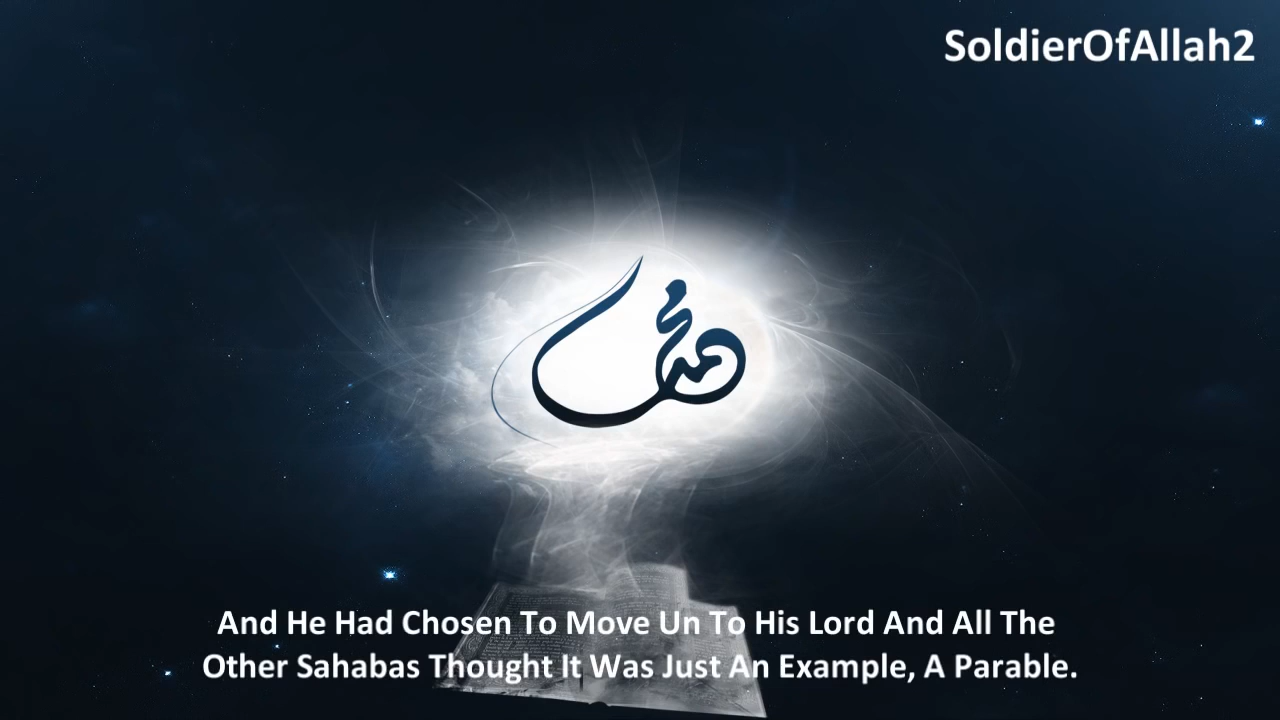 SoldierOfAllah2
محمد
And He Had Chosen To Move Un To His Lord And All The
Other Sahabas Thought It Was Just An Example, A Parable.